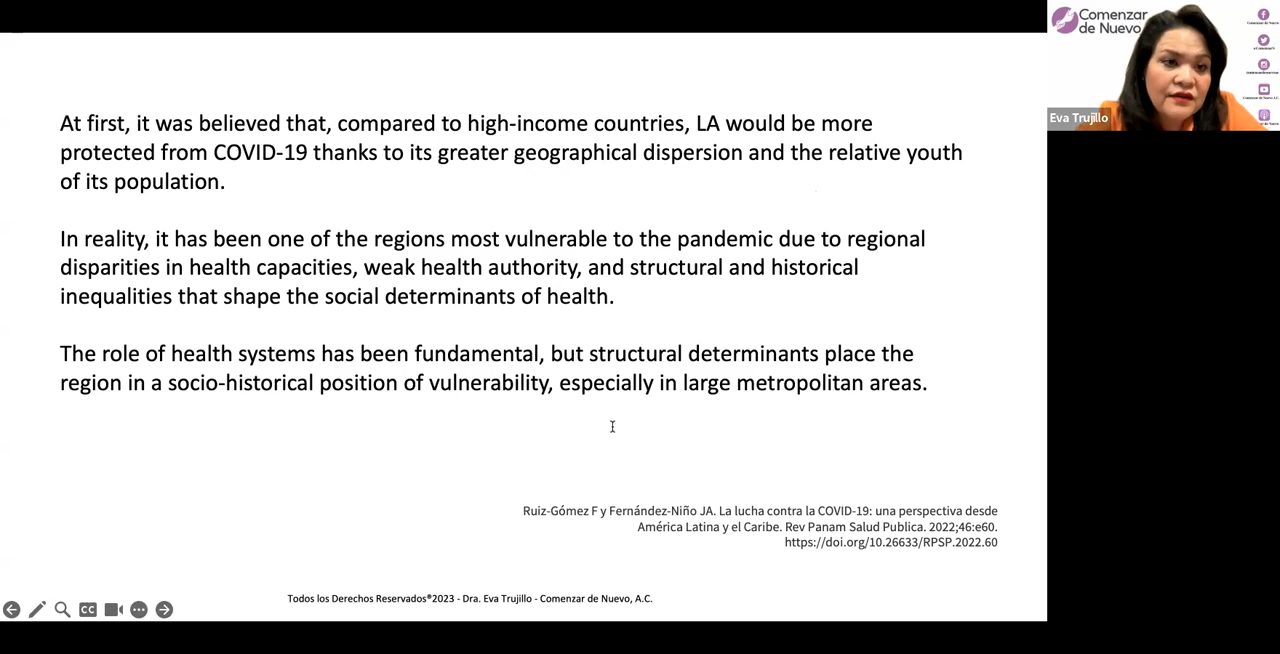 At first, it was believed that, compared to high-income countries, LA would be more
protected from COVID-19 thanks to its greater geographical dispersion and the relative youth
of its population.
In reality, it has been one of the regions most vulnerable to the pandemic due to regional
disparities in health capacities, weak health authority, and structural and historical
inequalities that shape the social determinants of health.
The role of health systems has been fundamental, but structural determinants place the
region in a socio-historical position of vulnerability, especially in large metropolitan areas.
Ruiz-Gómez F y Fernández-Niño JA. La lucha contra la COVID-19: una perspectiva desde
América Latina y el Caribe. Rev Panam Salud Publica. 2022;46:e60.
https://doi.org/10.26633/RPSP.2022.60
Todos los Derechos Reservados®2023 - Dra. Eva Trujillo - Comenzar de Nuevo, A.C.
CC
Comenzar
de Nuevo
Eva Trujillo